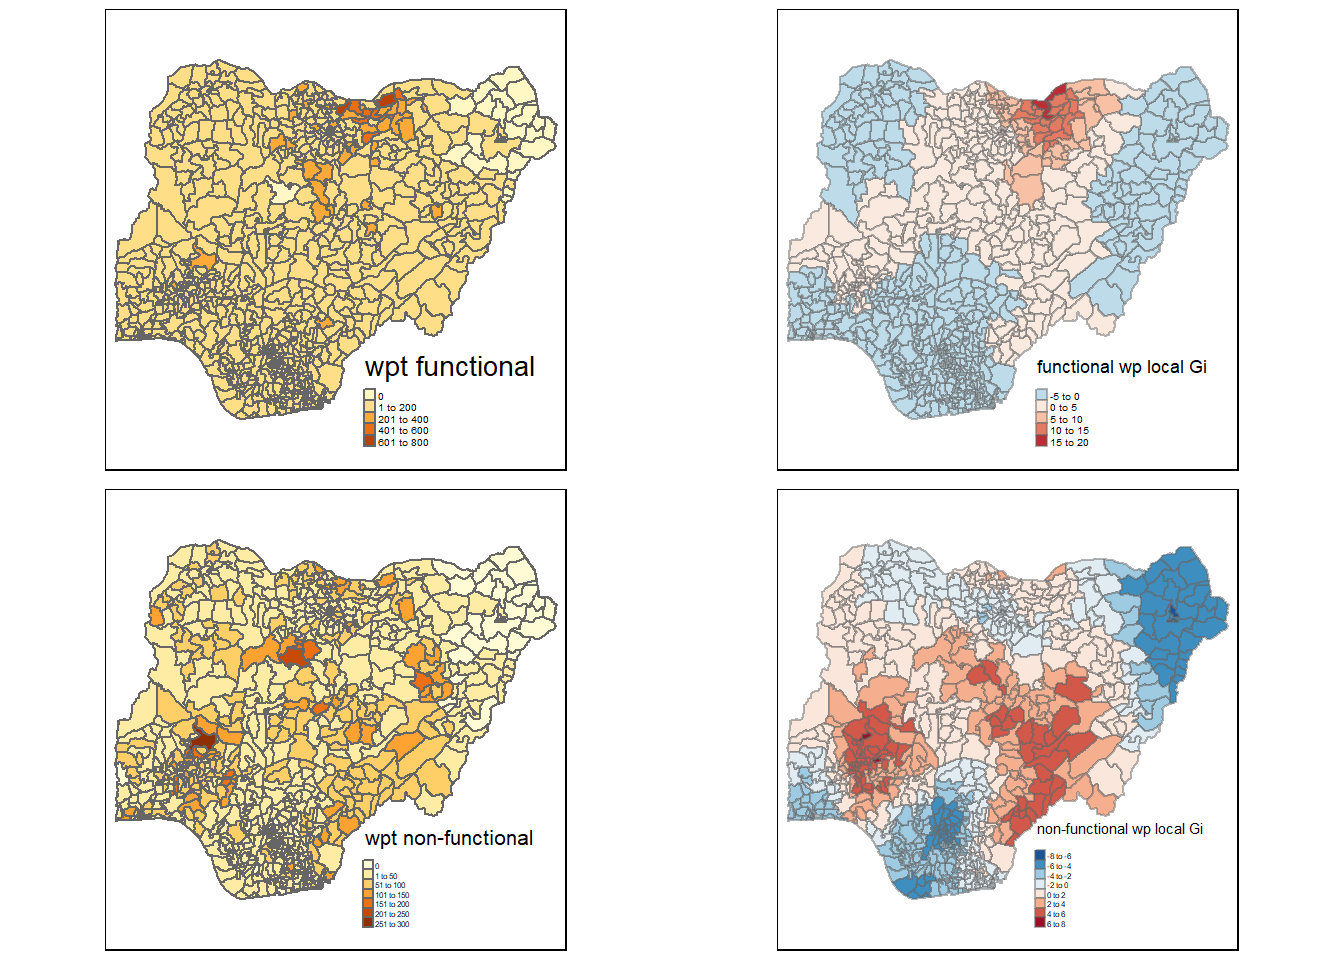 wpt functional
0
1 to 200
201 to 400
401 to 600
601 to 800
functional wp local Gi
-5 to 0
0 to 5
5 to 10
10 to 15
15 to 20
wpt non-functional
0
1 to 50
51 to 100
101 to 150
151 to 200
201 to 250
251 to 300
non-functional wp local Gi
-8 to -6
-6 to -4
-4 to -2
-2 to 0
0 to 2
2 to 4
4 to 6
6 to 8